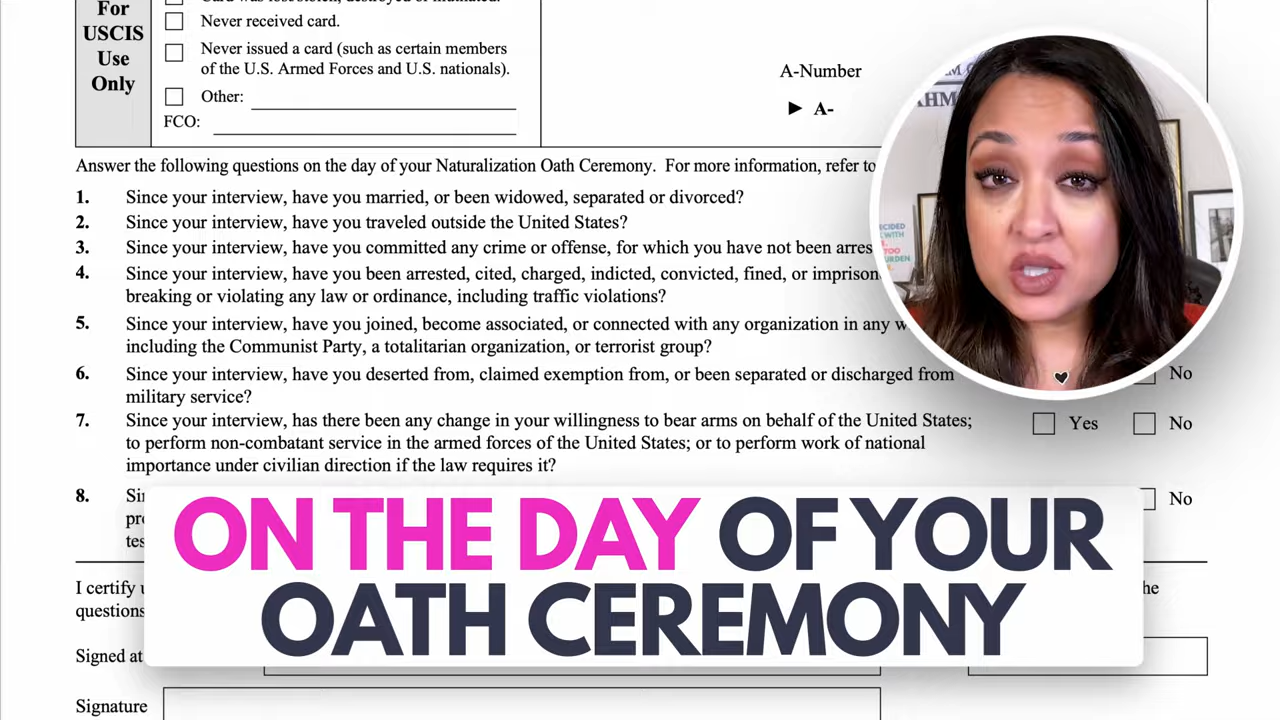 For
USCIS
Use
Only
Never received card.
Never issued a card (such as certain members
of the U.S. Armed Forces and U.S. nationals).
Other:
FCO:
A-Number
► A-
Answer the following questions on the day of your Naturalization Oath Ceremony. For more information, refer to
1. Since your interview, have you married, or been widowed, separated or divorced?
2. Since your interview, have you traveled outside the United States?
3. Since your interview, have you committed any crime or offense, for which you have not been arres
4. Since your interview, have you been arrested, cited, charged, indicted, convicted, fined, or imprison
breaking or violating any law or ordinance, including traffic violations?
5. Since your interview, have you joined, become associated, or connected with any organization in any w
including the Communist Party, a totalitarian organization, or terrorist group?
6. Since your interview, have you deserted from, claimed exemption from, or been separated or discharged from
military service?
No
7. Since your interview, has there been any change in your willingness to bear arms on behalf of the United States;
to perform non-combatant service in the armed forces of the United States; or to perform work of national
importance under civilian direction if the law requires it?
Yes No
8. Sin
pro
tes
No
ON THE DAY OF YOUR
OATH CEREMONY
I certify u
questions
he
Signed at
Signature